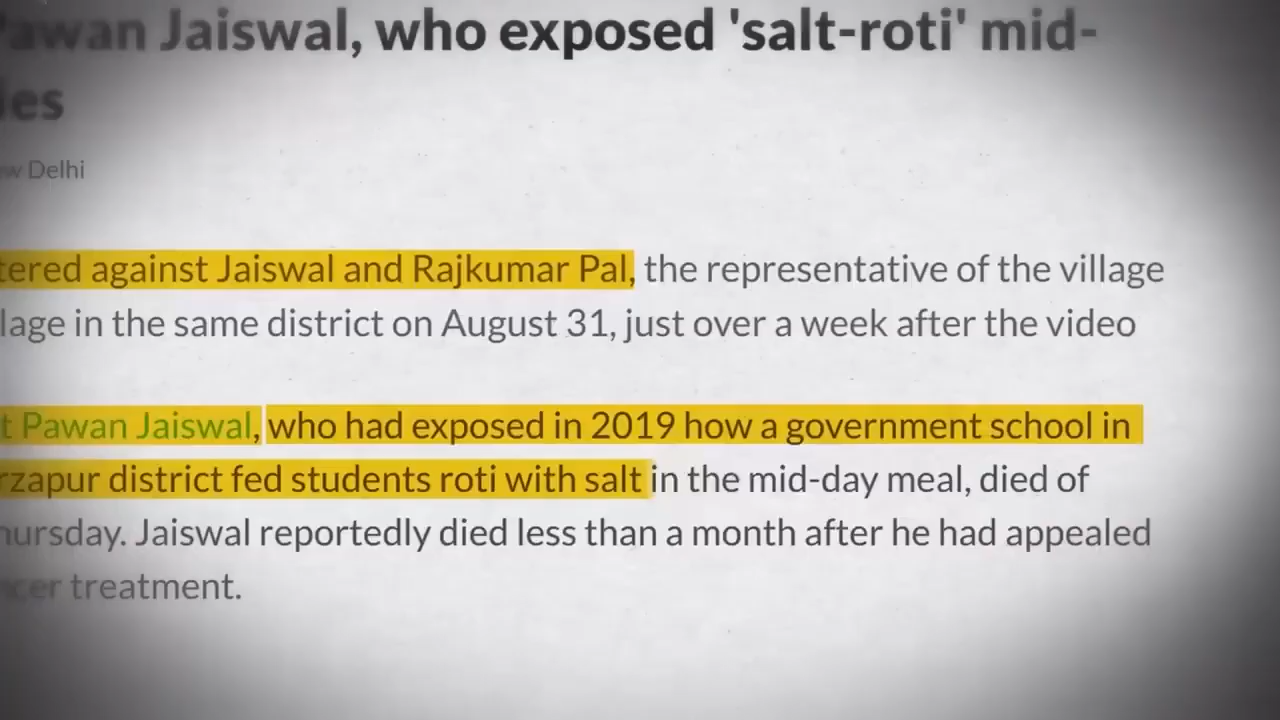 Pawan Jaiswal, who exposed 'salt-roti' mid-
ies
w Delhi
tered against Jaiswal and Rajkumar Pal, the representative of the village
lage in the same district on August 31, just over a week after the video
t Pawan Jaiswal, who had exposed in 2019 how a government school in
rzapur district fed students roti with salt in the mid-day meal, died of
hursday. Jaiswal reportedly died less than a month after he had appealed
cer treatment.